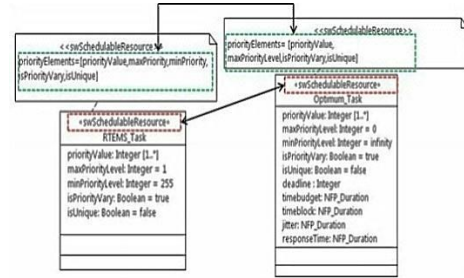 <<swSchedulableResource>>
priorityElements= [priorityValue,maxPriority,minPriority,
isPriorityVary,isUnique]
<<swSchedulableResource>>
priorityElements= [priorityValue,
maxPriorityLevel,isPriorityVary,isUnique]
«swSchedulableResource»
RTEMS_Task
priorityValue: Integer [1..*]
maxPriorityLevel: Integer = 1
minPriorityLevel: Integer = 255
isPriorityVary: Boolean = true
isUnique: Boolean = false
«swSchedulableResource»
Optimum_Task
priorityValue: Integer [1..*]
maxPriorityLevel: Integer = 0
minPriorityLevel: Integer = infinity
isPriorityVary: Boolean = true
isUnique: Boolean = false
deadline : Integer
timebudget: NFP_Duration
timeblock: NFP_Duration
jitter: NFP_Duration
responseTime: NFP_Duration